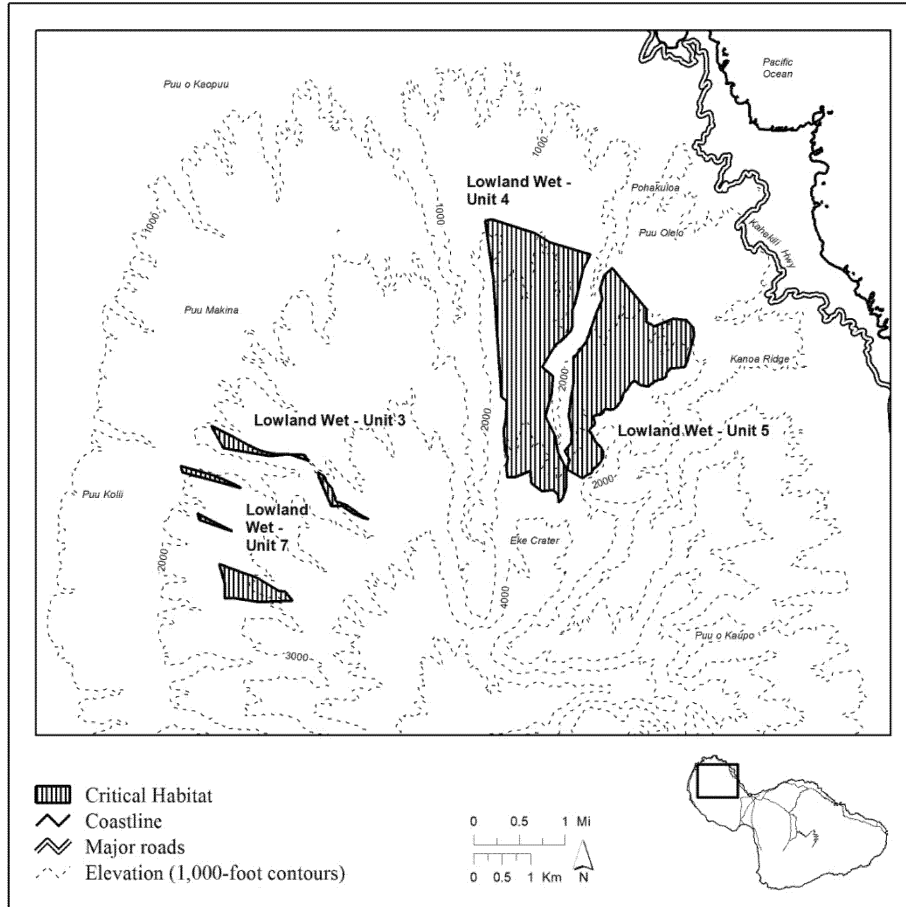 Pacific
Ocean
Puu o Kaopuu
1000
Lowland Wet -
Unit 4
Pohakuloa
1000
1000
Puu Olelo
Kahekili Hwy
Puu Makina
Kanoa Ridge
2000
2000
Lowland Wet - Unit 3
Lowland Wet - Unit 5
Puu Kolii
2000
Lowland
Wet -
Unit 7
Eke Crater
2000
4000
Puu o Kaupo
3000
Critical Habitat
Coastline
Major roads
Elevation (1,000-foot contours)
0 0.5 1 Mi
0 0.5 1 Km
N